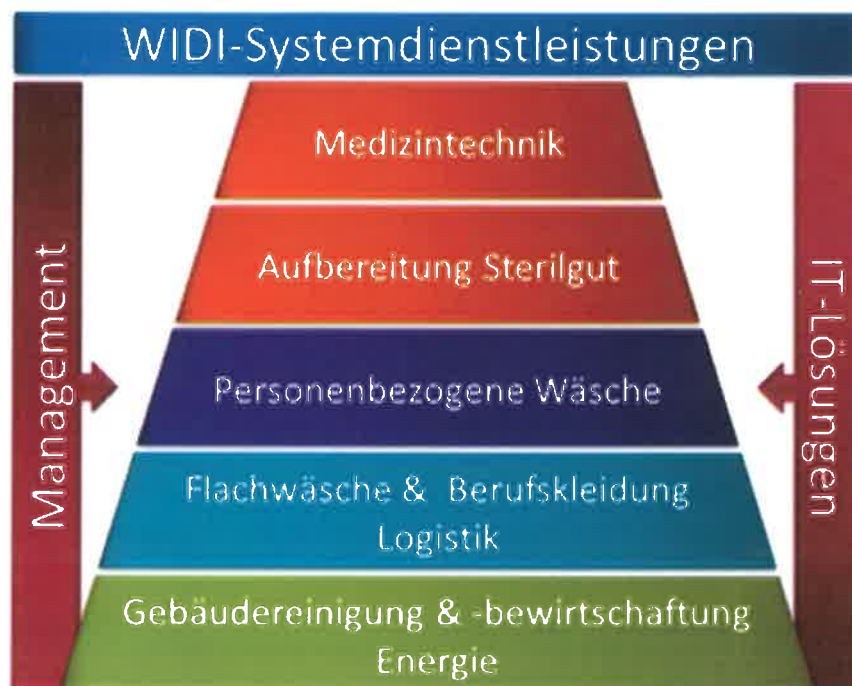 WIDI-Systemdienstleistungen
Management
Medizintechnik
Aufbereitung Sterilgut
Personenbezogene Wäsche
Flachwäsche & Berufskleidung
Logistik
Gebäudereinigung & -bewirtschaftung
Energie
IT-Lösungen